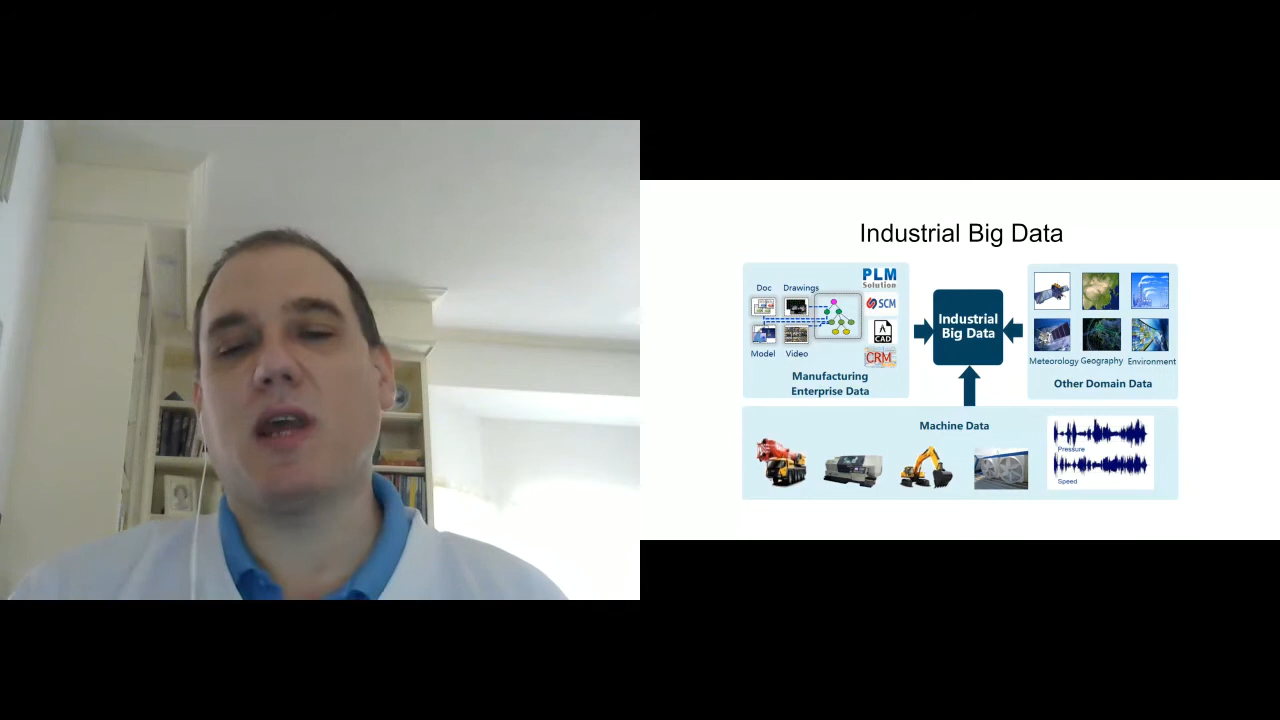 Industrial Big Data
Doc Drawings
Model Video
PLM
Solution
SCM
A
CAD
CRM
Manufacturing
Enterprise Data
Industrial
Big Data
Meteorology Geography Environment
Other Domain Data
Machine Data
Pressure
Speed